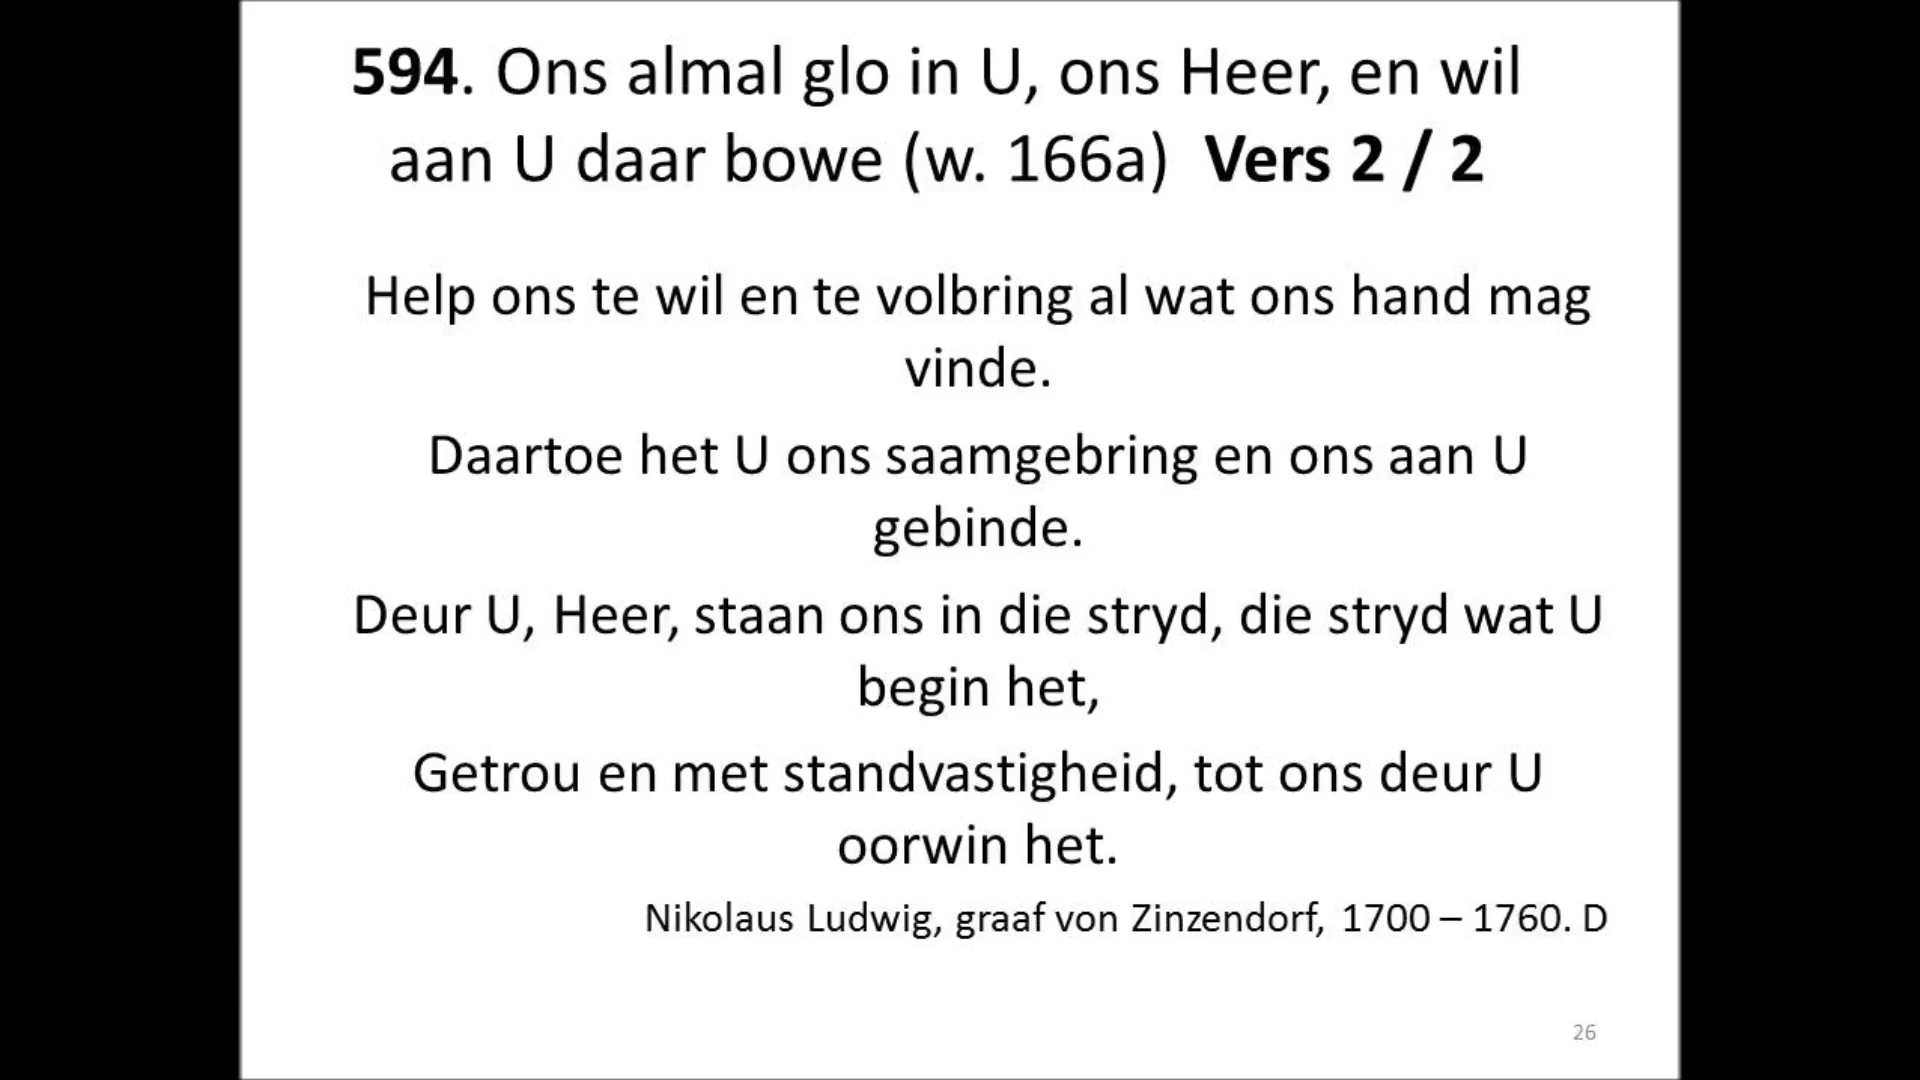 594. Ons almal glo in U, ons Heer, en wil
aan U daar bowe (w. 166a) Vers 2 / 2
Help ons te wil en te volbring al wat ons hand mag
vinde.
Daartoe het U ons saamgebring en ons aan U
gebinde.
Deur U, Heer, staan ons in die stryd, die stryd wat U
begin het,
Getrou en met standvastigheid, tot ons deur U
oorwin het.
Nikolaus Ludwig, graaf von Zinzendorf, 1700 – 1760. D
26